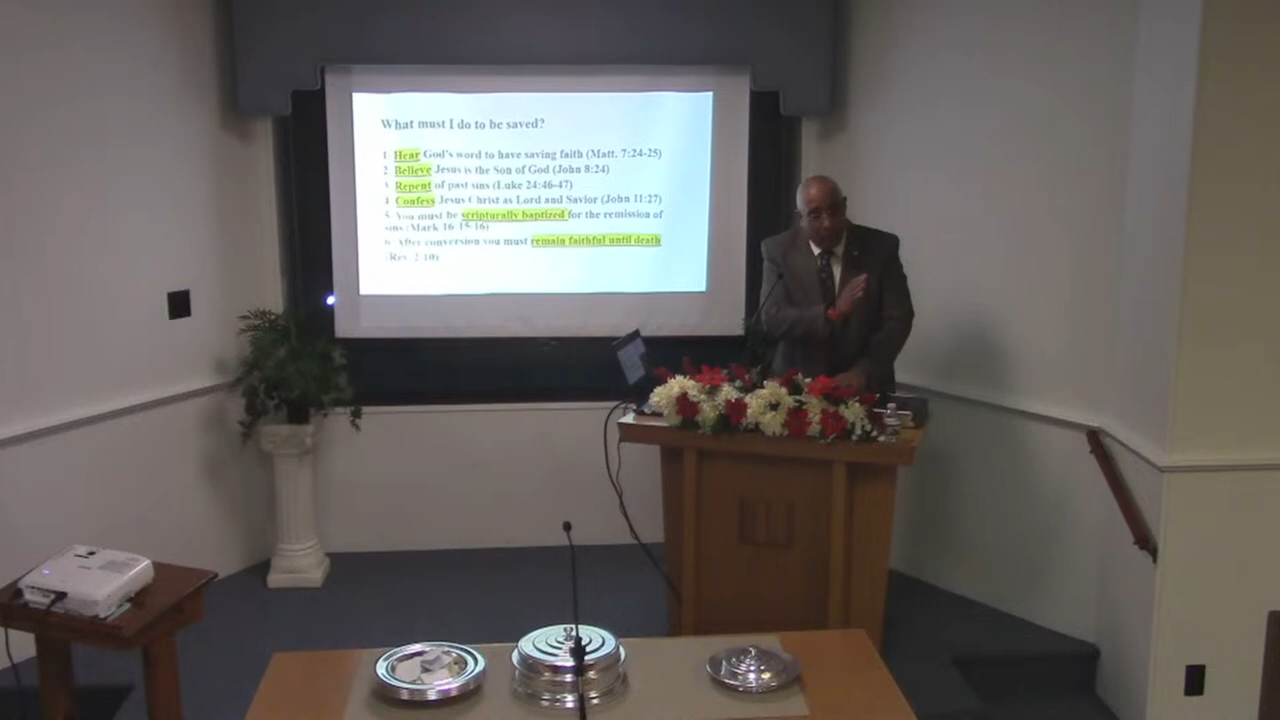 What must I do to be saved?
1. Hear God's word to have saving faith (Matt. 7:24-25)
2. Believe Jesus is the Son of God (John 8:24)
3. Repent of past sins (Luke 24:46-47)
4. Confess Jesus Christ as Lord and Savior (John 11:27)
5. You must be scripturally baptized for the remission of
sins (Mark 16:15-16)
6. After conversion you must remain faithful until death
(Rev. 2:10)